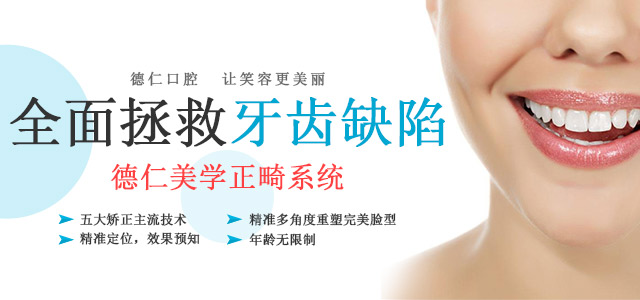 德仁口腔 让笑容更美丽
全面拯救牙齿缺陷
德仁美学正畸系统
五大矫正主流技术 精准多角度重塑完美脸型
精准定位，效果预知 年龄无限制